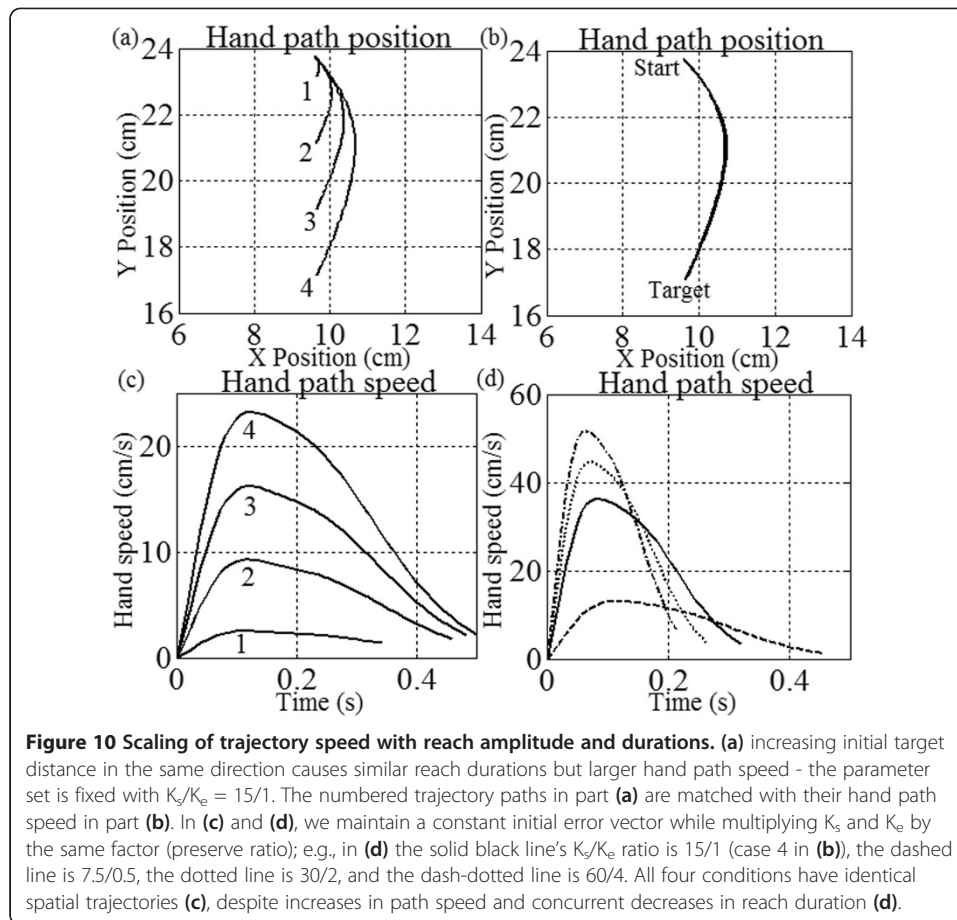 (a) Hand path position
24
22
20
18
16
Y Position (cm)
1
2
3
4
6 8 10 12 14
X Position (cm)
(b) Hand path position
24
22
20
18
16
Y Position (cm)
Start
Target
6 8 10 12 14
X Position (cm)
(c) Hand path speed
20
10
0
Hand speed (cm/s)
4
3
2
1
0 0.2 0.4
Time (s)
(d) Hand path speed
60
40
20
0
Hand speed (cm/s)
0 0.2 0.4
Time (s)
Figure 10 Scaling of trajectory speed with reach amplitude and durations. (a) increasing initial target
distance in the same direction causes similar reach durations but larger hand path speed - the parameter
set is fixed with Ks/Ke = 15/1. The numbered trajectory paths in part (a) are matched with their hand path
speed in part (b). In (c) and (d), we maintain a constant initial error vector while multiplying Ks and Ke by
the same factor (preserve ratio); e.g., in (d) the solid black line's Ks/Ke ratio is 15/1 (case 4 in (b)), the dashed
line is 7.5/0.5, the dotted line is 30/2, and the dash-dotted line is 60/4. All four conditions have identical
spatial trajectories (c), despite increases in path speed and concurrent decreases in reach duration (d).